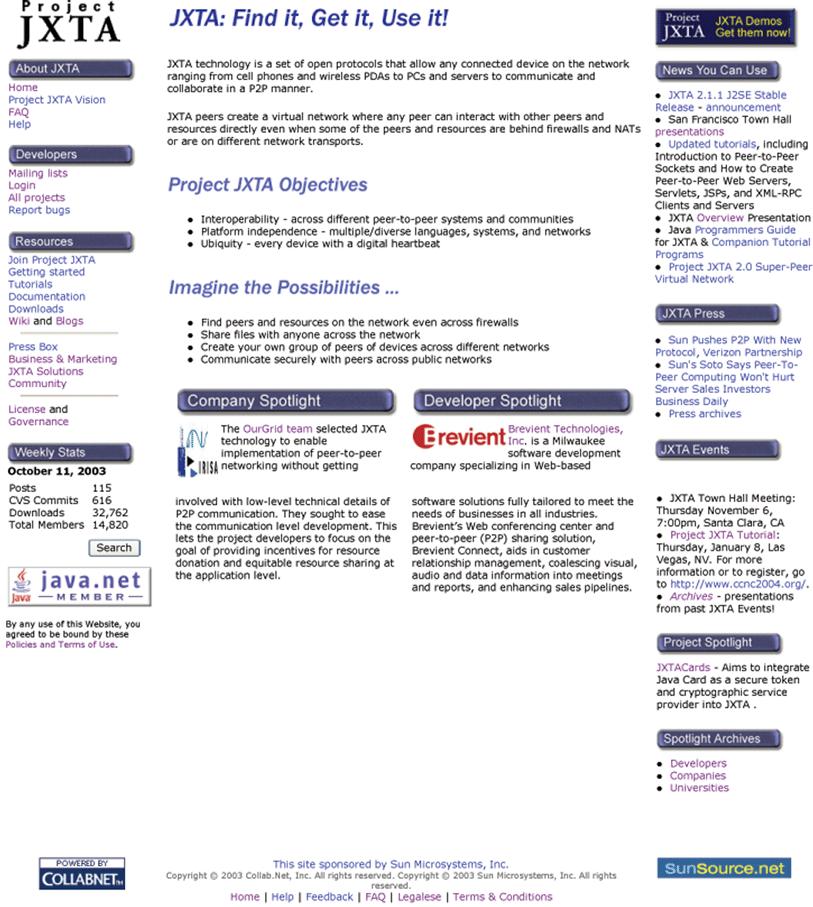 Project
JXTA
About JXTA
Home
Project JXTA Vision
FAQ
Help
Developers
Mailing lists
Login
All projects
Report bugs
Resources
Join Project JXTA
Getting started
Tutorials
Documentation
Downloads
Wiki and Blogs
Press Box
Business & Marketing
JXTA Solutions
Community
License and
Governance
Weekly Stats
October 11, 2003
Posts 115
CVS Commits 616
Downloads 32,762
Total Members 14,820
Search
Java
java.net
MEMBER
By any use of this Website, you
agreed to be bound by these
Policies and Terms of Use.
JXTA: Find it, Get it, Use it!
JXTA technology is a set of open protocols that allow any connected device on the network
ranging from cell phones and wireless PDAs to PCs and servers to communicate and
collaborate in a P2P manner.
JXTA peers create a virtual network where any peer can interact with other peers and
resources directly even when some of the peers and resources are behind firewalls and NATs
or are on different network transports.
Project JXTA Objectives
• Interoperability - across different peer-to-peer systems and communities
• Platform independence - multiple/diverse languages, systems, and networks
• Ubiquity - every device with a digital heartbeat
Imagine the Possibilities ...
• Find peers and resources on the network even across firewalls
• Share files with anyone across the network
• Create your own group of peers of devices across different networks
• Communicate securely with peers across public networks
Company Spotlight
IRISA
The OurGrid team selected JXTA
technology to enable
implementation of peer-to-peer
networking without getting
involved with low-level technical details of
P2P communication. They sought to ease
the communication level development. This
lets the project developers to focus on the
goal of providing incentives for resource
donation and equitable resource sharing at
the application level.
Developer Spotlight
Brevient
Brevient Technologies,
Inc. is a Milwaukee
software development
company specializing in Web-based
software solutions fully tailored to meet the
needs of businesses in all industries.
Brevient's Web conferencing center and
peer-to-peer (P2P) sharing solution,
Brevient Connect, aids in customer
relationship management, coalescing visual,
audio and data information into meetings
and reports, and enhancing sales pipelines.
Project
JXTA
JXTA Demos
Get them now!
News You Can Use
• JXTA 2.1.1 J2SE Stable
Release - announcement
• San Francisco Town Hall
presentations
• Updated tutorials, including
Introduction to Peer-to-Peer
Sockets and How to Create
Peer-to-Peer Web Servers,
Servlets, JSPs, and XML-RPC
Clients and Servers
• JXTA Overview Presentation
• Java Programmers Guide
for JXTA & Companion Tutorial
Programs
• Project JXTA 2.0 Super-Peer
Virtual Network
JXTA Press
• Sun Pushes P2P With New
Protocol, Verizon Partnership
• Sun's Soto Says Peer-To-
Peer Computing Won't Hurt
Server Sales Investors
Business Daily
• Press archives
JXTA Events
• JXTA Town Hall Meeting:
Thursday November 6,
7:00pm, Santa Clara, CA
• Project JXTA Tutorial:
Thursday, January 8, Las
Vegas, NV. For more
information or to register, go
to http://www.ccnc2004.org/.
• Archives - presentations
from past JXTA Events!
Project Spotlight
JXTACards - Aims to integrate
Java Card as a secure token
and cryptographic service
provider into JXTA .
Spotlight Archives
• Developers
• Companies
• Universities
POWERED BY
COLLABNET™
This site sponsored by Sun Microsystems, Inc.
Copyright © 2003 Collab.Net, Inc. All rights reserved. Copyright © 2003 Sun Microsystems, Inc. All rights
reserved.
Home | Help | Feedback | FAQ | Legalese | Terms & Conditions
SunSource.net